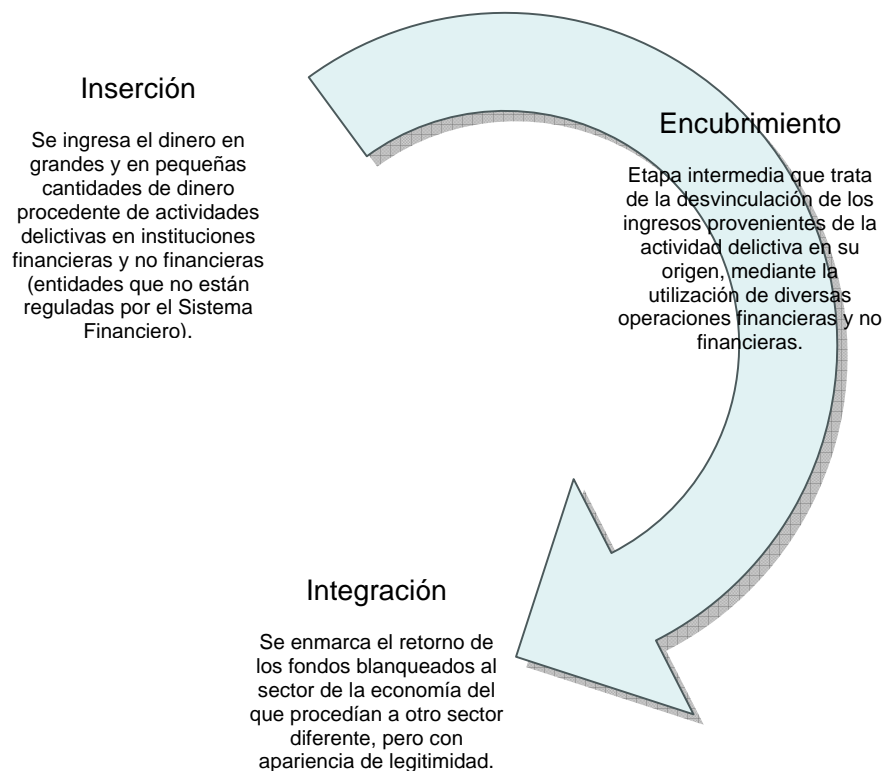 Inserción
Se ingresa el dinero en
grandes y en pequeñas
cantidades de dinero
procedente de actividades
delictivas en instituciones
financieras y no financieras
(entidades que no están
reguladas por el Sistema
Financiero).
Encubrimiento
Etapa intermedia que trata
de la desvinculación de los
ingresos provenientes de la
actividad delictiva en su
origen, mediante la
utilización de diversas
operaciones financieras y no
financieras.
Integración
Se enmarca el retorno de
los fondos blanqueados al
sector de la economía del
que procedían a otro sector
diferente, pero con
apariencia de legitimidad.